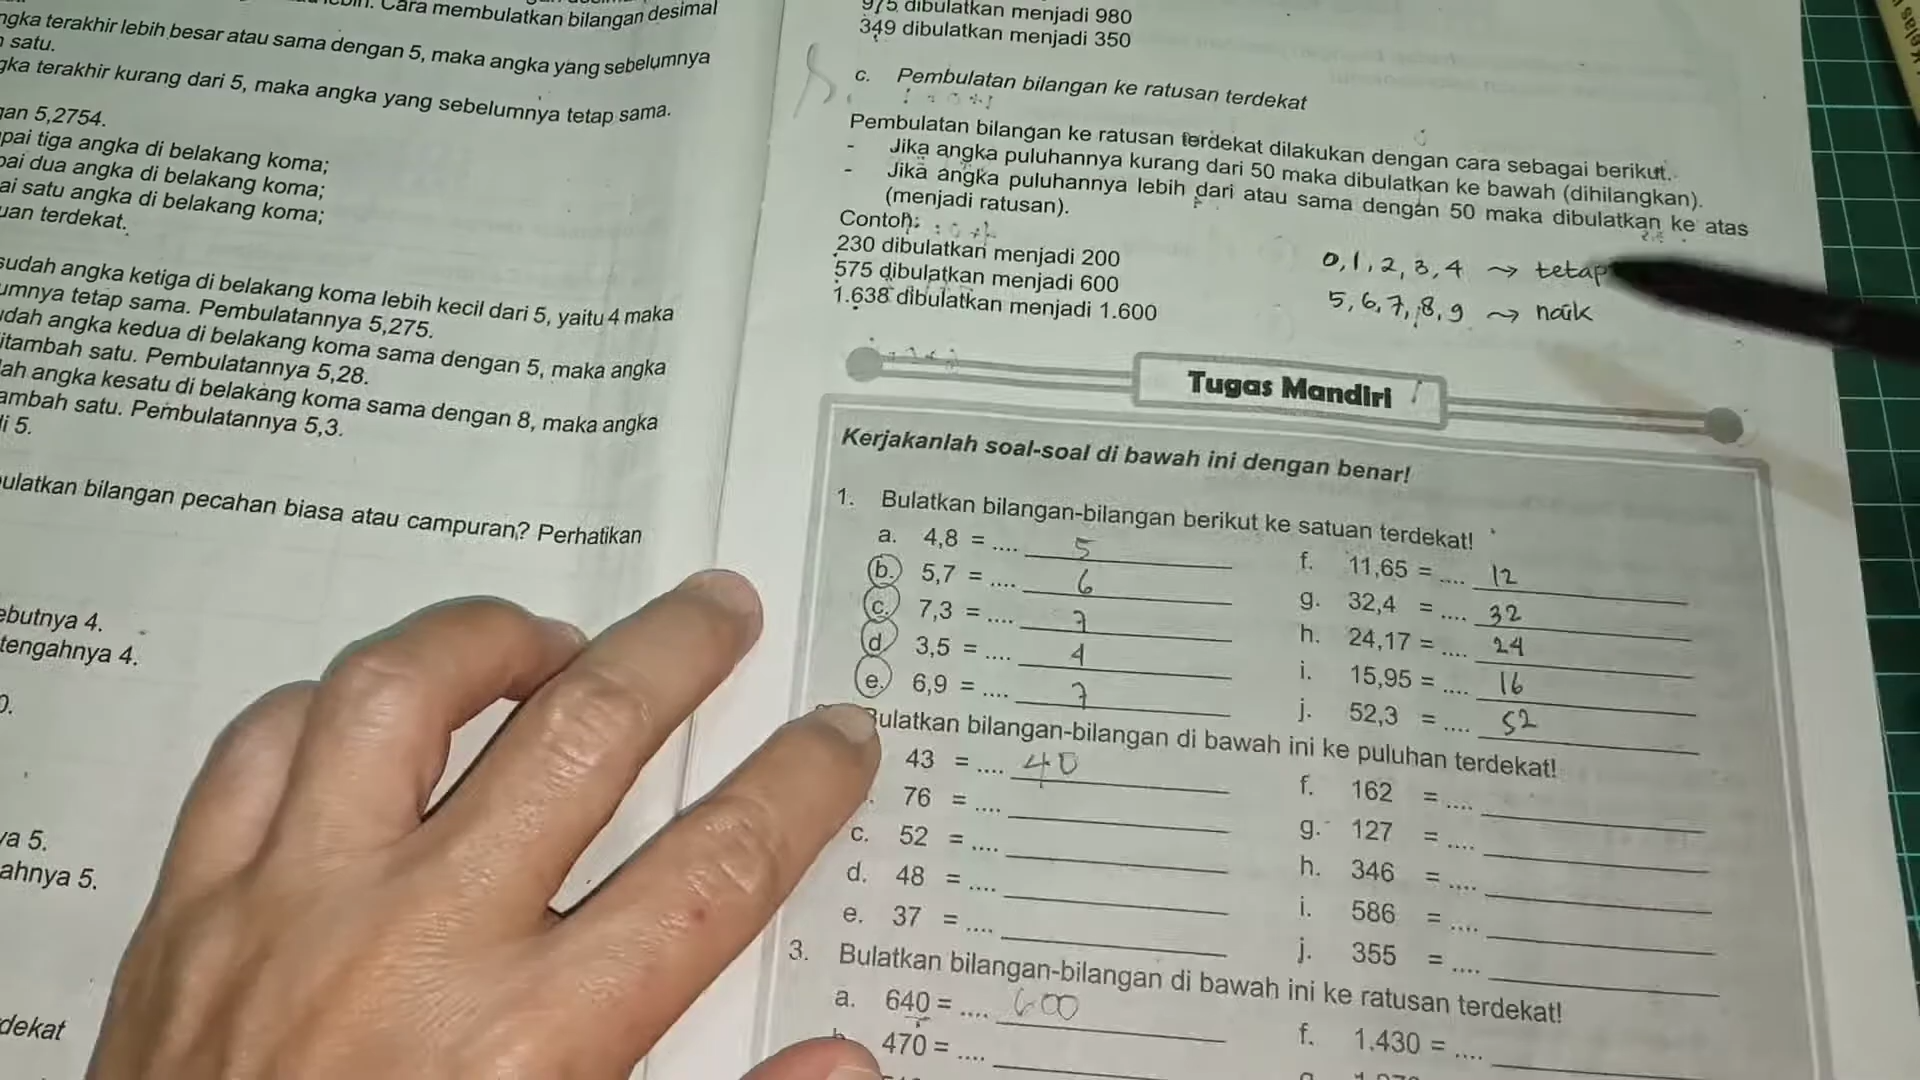 Cara membulatkan bilangan desimal
ngka terakhir lebih besar atau sama dengan 5, maka angka yang sebelumnya
satu.
gka terakhir kurang dari 5, maka angka yang sebelumnya tetap sama.
gan 5,2754.
pai tiga angka di belakang koma;
pai dua angka di belakang koma;
ai satu angka di belakang koma;
uan terdekat.
sudah angka ketiga di belakang koma lebih kecil dari 5, yaitu 4 maka
umnya tetap sama. Pembulatannya 5,275.
udah angka kedua di belakang koma sama dengan 5, maka angka
itambah satu. Pembulatannya 5,28.
lah angka kesatu di belakang koma sama dengan 8, maka angka
ambah satu. Pembulatannya 5,3.
di 5.
ulatkan bilangan pecahan biasa atau campuran? Perhatikan
ebutnya 4.
tengahnya 4.
0.
ya 5.
ahnya 5.
dekat
975 dibulatkan menjadi 980
349 dibulatkan menjadi 350
c. Pembulatan bilangan ke ratusan terdekat
Pembulatan bilangan ke ratusan terdekat dilakukan dengan cara sebagai berikut.
- Jika angka puluhannya kurang dari 50 maka dibulatkan ke bawah (dihilangkan).
- Jika angka puluhannya lebih dari atau sama dengan 50 maka dibulatkan ke atas
(menjadi ratusan).
Contoh:
230 dibulatkan menjadi 200
575 dibulatkan menjadi 600
1.638 dibulatkan menjadi 1.600
0, 1, 2, 3, 4 → tetap
5, 6, 7, 8, 9 → naik
Tugas Mandiri
Kerjakanlah soal-soal di bawah ini dengan benar!
1. Bulatkan bilangan-bilangan berikut ke satuan terdekat!
a. 4,8 = .... 5
b. 5,7 = .... 6
c. 7,3 = .... 7
d. 3,5 = .... 4
e. 6,9 = .... 7
f. 11,65 = .... 12
g. 32,4 = .... 32
h. 24,17 = .... 24
i. 15,95 = .... 16
j. 52,3 = .... 52
Bulatkan bilangan-bilangan di bawah ini ke puluhan terdekat!
43 = .... 40
76 = ....
c. 52 = ....
d. 48 = ....
e. 37 = ....
f. 162 = ....
g. 127 = ....
h. 346 = ....
i. 586 = ....
j. 355 = ....
3. Bulatkan bilangan-bilangan di bawah ini ke ratusan terdekat!
a. 640 = .... 600
470 = ....
f. 1.430 = ....